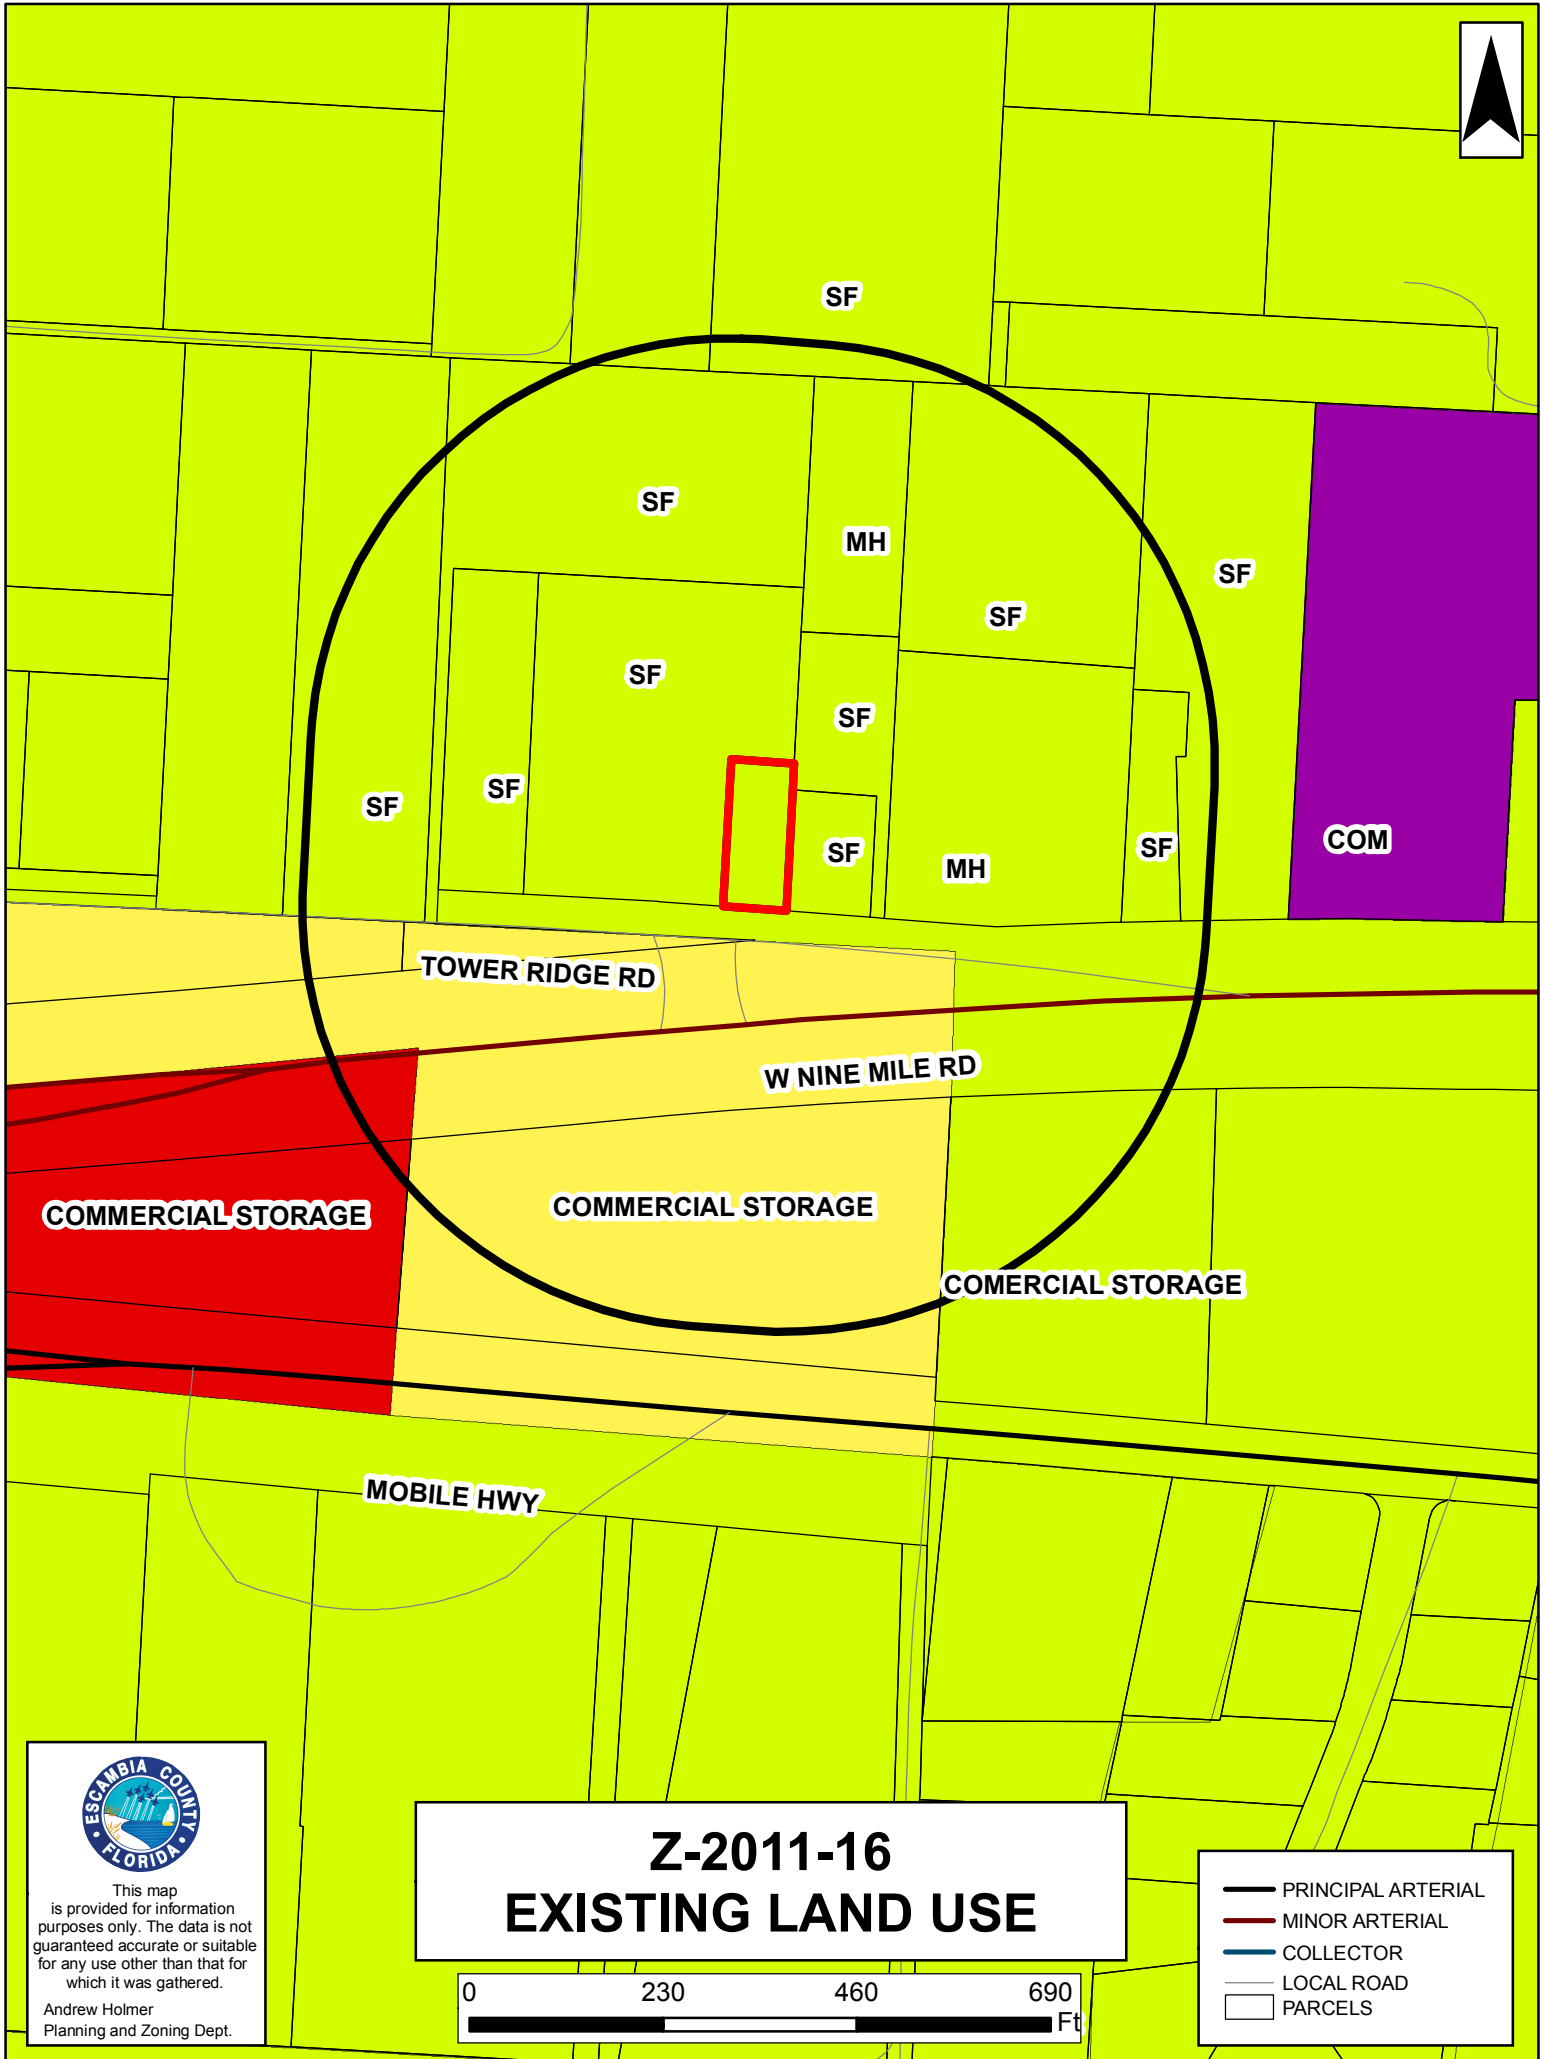 SF
SF
MH
SF
SF
SF
SF
SF
SF
SF
MH
SF
COM
TOWER RIDGE RD
W NINE MILE RD
COMMERCIAL STORAGE
COMMERCIAL STORAGE
COMERCIAL STORAGE
MOBILE HWY
ESCAMBIA COUNTY
FLORIDA
This map
is provided for information
purposes only. The data is not
guaranteed accurate or suitable
for any use other than that for
which it was gathered.
Andrew Holmer
Planning and Zoning Dept.
Z-2011-16
EXISTING LAND USE
0 230 460 690
Ft
PRINCIPAL ARTERIAL
MINOR ARTERIAL
COLLECTOR
LOCAL ROAD
PARCELS